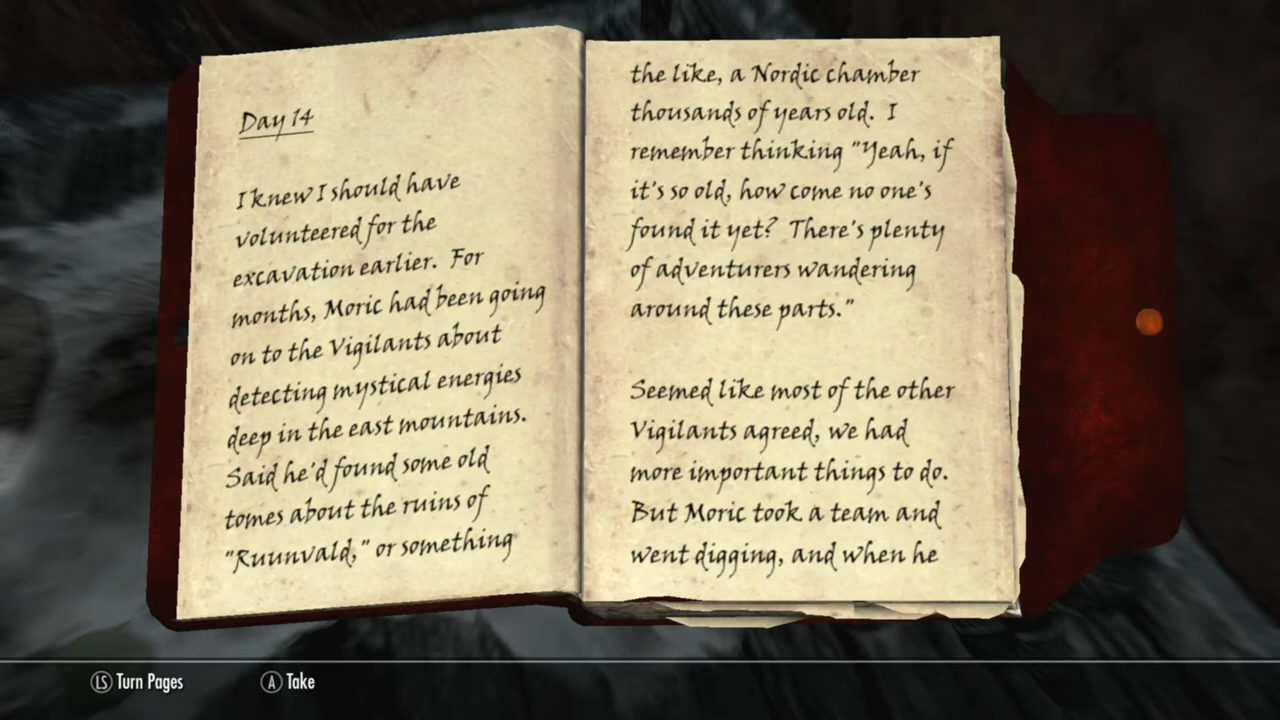 Day 14
I knew I should have
volunteered for the
excavation earlier. For
months, Moric had been going
on to the Vigilants about
detecting mystical energies
deep in the east mountains.
Said he'd found some old
tomes about the ruins of
"Ruunvald," or something
the like, a Nordic chamber
thousands of years old. I
remember thinking "Yeah, if
it's so old, how come no one's
found it yet? There's plenty
of adventurers wandering
around these parts."
Seemed like most of the other
Vigilants agreed, we had
more important things to do.
But Moric took a team and
went digging, and when he
LS Turn Pages
A Take